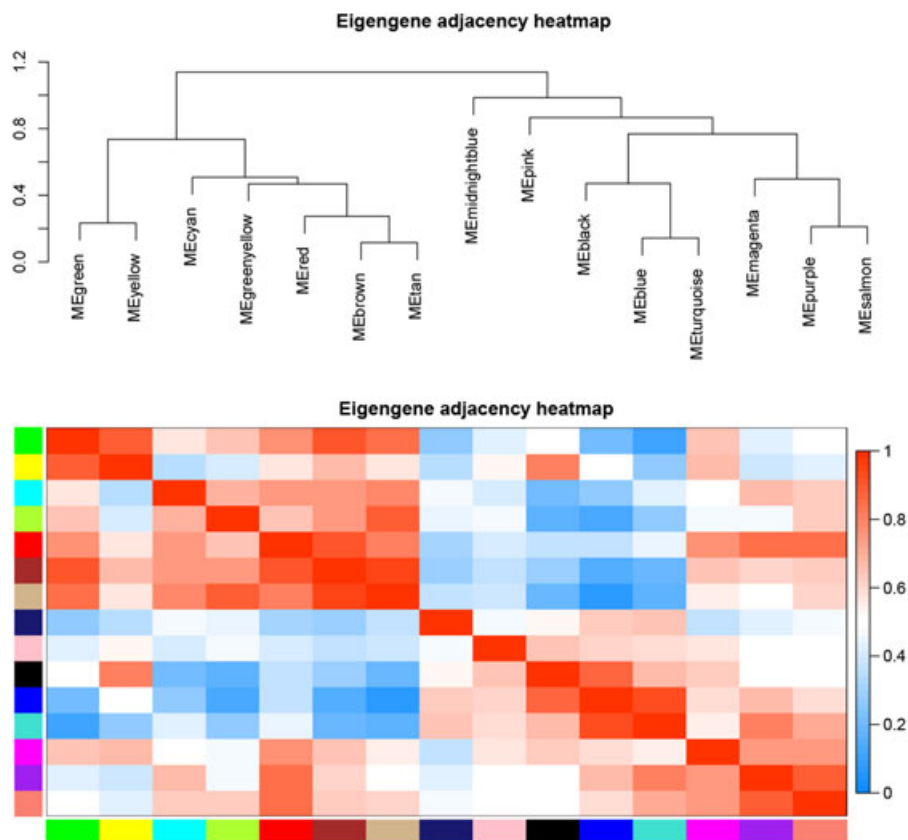 Eigengene adjacency heatmap
1.2
0.8
0.4
0.0
MEgreen
MEyellow
MEcyan
MEgreenyellow
MEred
MEbrown
MEtan
MEmidnightblue
MEpink
MEblack
MEblue
MEturquoise
MEmagenta
MEpurple
MEsalmon
Eigengene adjacency heatmap
1
0.8
0.6
0.4
0.2
0